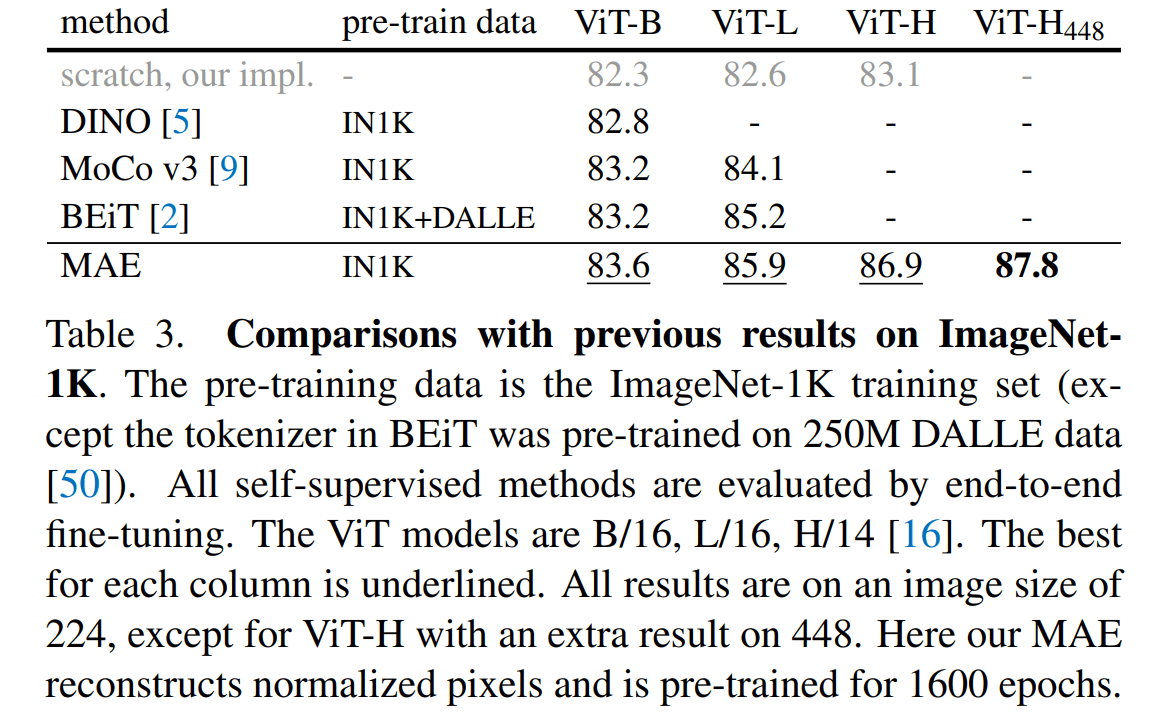 method pre-train data ViT-B ViT-L ViT-H ViT-H448
scratch, our impl. - 82.3 82.6 83.1 -
DINO [5] IN1K 82.8 - - -
MoCo v3 [9] IN1K 83.2 84.1 - -
BEiT [2] IN1K+DALLE 83.2 85.2 - -
MAE IN1K 83.6 85.9 86.9 87.8
Table 3. Comparisons with previous results on ImageNet-
1K. The pre-training data is the ImageNet-1K training set (ex-
cept the tokenizer in BEiT was pre-trained on 250M DALLE data
[50]). All self-supervised methods are evaluated by end-to-end
fine-tuning. The ViT models are B/16, L/16, H/14 [16]. The best
for each column is underlined. All results are on an image size of
224, except for ViT-H with an extra result on 448. Here our MAE
reconstructs normalized pixels and is pre-trained for 1600 epochs.